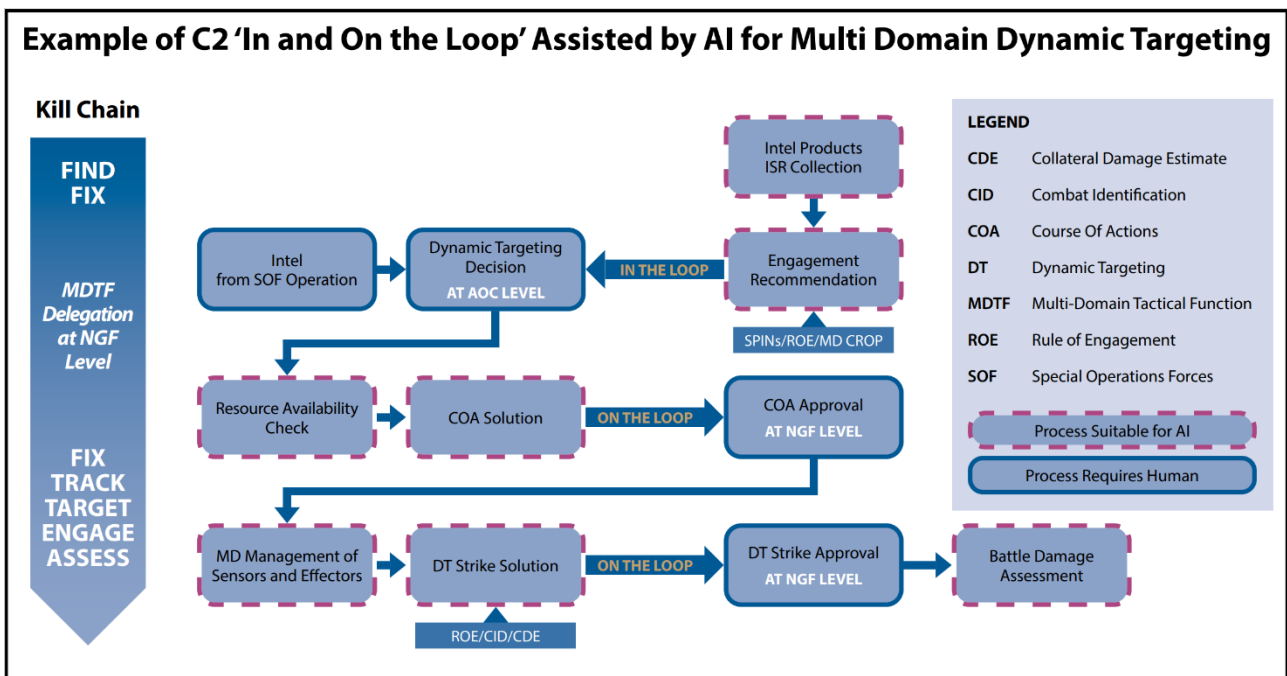 Example of C2 ‘In and On the Loop’ Assisted by AI for Multi Domain Dynamic Targeting
Kill Chain
FIND
FIX
MDTF
Delegation
at NGF
Level
FIX
TRACK
TARGET
ENGAGE
ASSESS
Intel Products
ISR Collection
Intel
from SOF Operation
Dynamic Targeting
Decision
AT AOC LEVEL
IN THE LOOP
Engagement
Recommendation
SPINs/ROE/MD CROP
Resource Availability
Check
COA Solution
ON THE LOOP
COA Approval
AT NGF LEVEL
MD Management of
Sensors and Effectors
DT Strike Solution
ON THE LOOP
DT Strike Approval
AT NGF LEVEL
Battle Damage
Assessment
ROE/CID/CDE
LEGEND
CDE Collateral Damage Estimate
CID Combat Identification
COA Course Of Actions
DT Dynamic Targeting
MDTF Multi-Domain Tactical Function
ROE Rule of Engagement
SOF Special Operations Forces
Process Suitable for AI
Process Requires Human